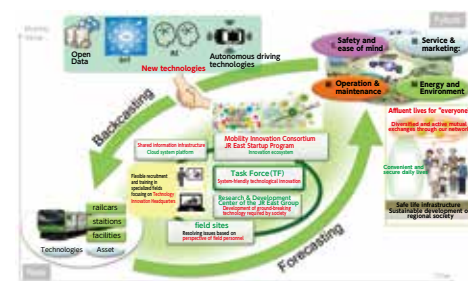 Future
Open
Data
IoT
AI
Autonomous driving
technologies
New technologies
Safety and
ease of mind
Service &
marketing:
Operation &
maintenance
Energy and
Environment
Backcasting
Affluent lives for "everyone
Diversified and active mutual
exchanges through our network
Convenient and
secure daily lives
Safe life infrastructure
Sustainable development o
regional society
Mobility Innovation Consortium
JR East Startup Program
Innovation ecosystem
Shared information infrastructure
Cloud system platform
Task Force(TF)
System-friendly technological innovation
Flexible recruitment
and training in
specialized fields
focusing on Technology
Innovation Headquarters
Research & Development
Center of the JR East Group
Development of ground-breaking
technology required by society
field sites
Resolving issues based on
perspective of field personnel
railcars
staitions
facilities
Technologies
Asset
Forecasting
Now
Time